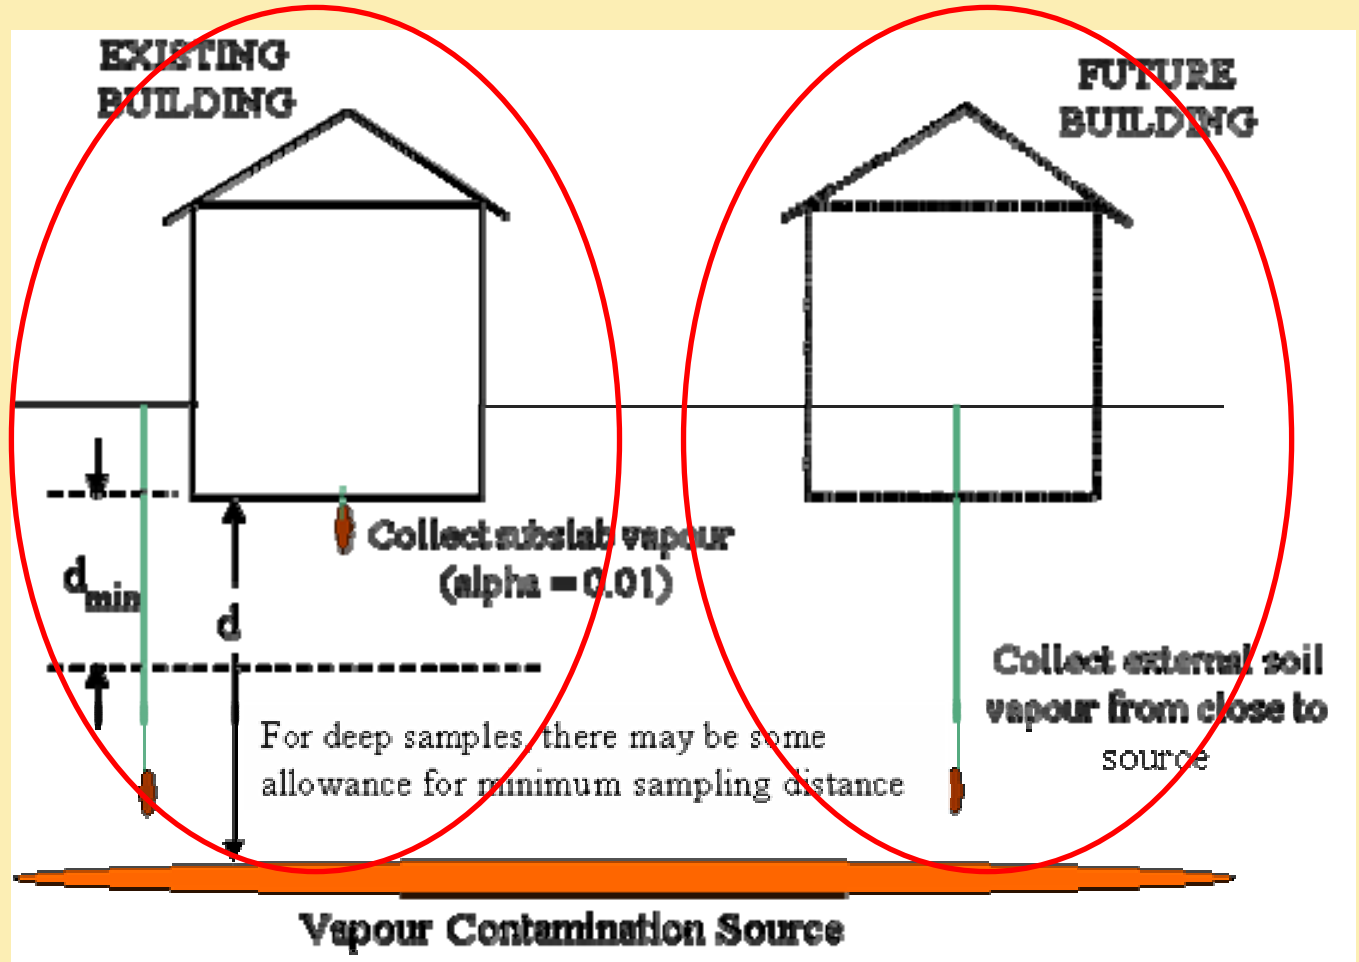 EXISTING
BUILDING
FUTURE
BUILDING
Collect subslab vapour
(alpha = 0.01)
dmin
d
Collect external soil
vapour from close to
source
For deep samples, there may be some
allowance for minimum sampling distance
Vapour Contamination Source